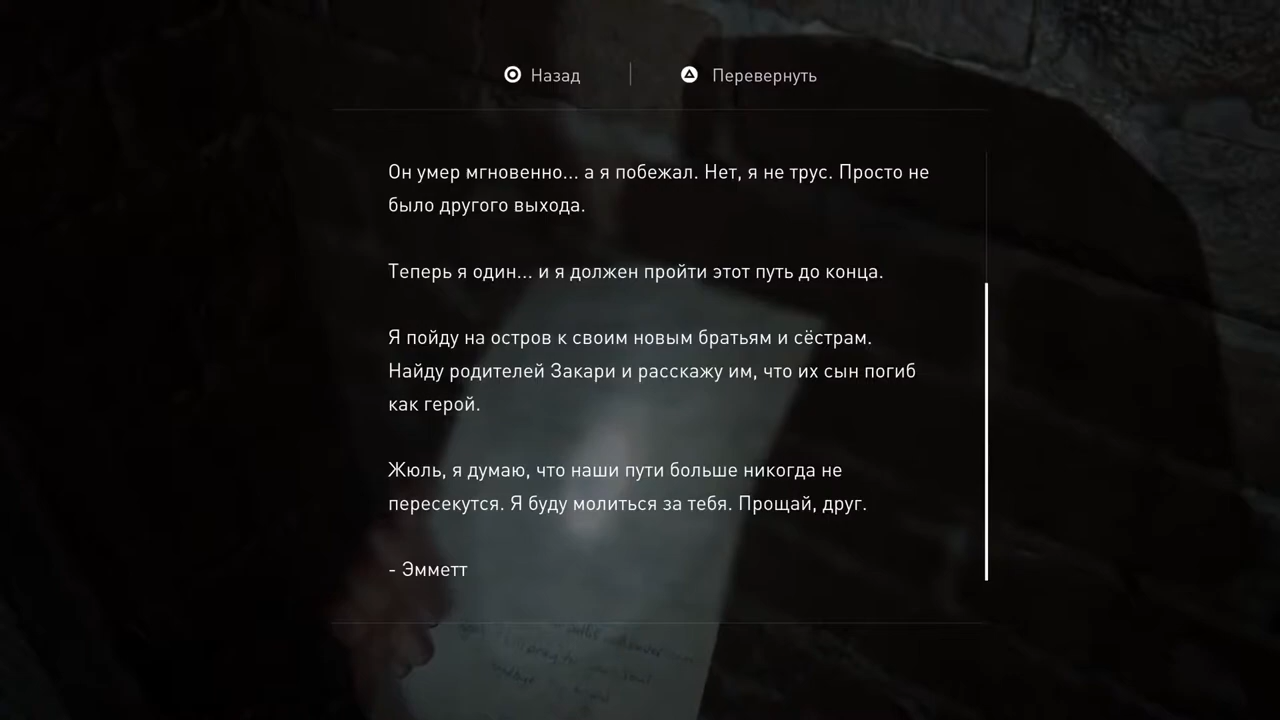 Назад
Перевернуть
Он умер мгновенно... а я побежал. Нет, я не трус. Просто не
было другого выхода.
Теперь я один... и я должен пройти этот путь до конца.
Я пойду на остров к своим новым братьям и сёстрам.
Найду родителей Закари и расскажу им, что их сын погиб
как герой.
Жюль, я думаю, что наши пути больше никогда не
пересекутся. Я буду молиться за тебя. Прощай, друг.
- Эмметт